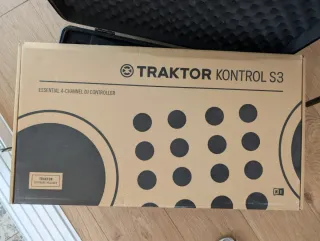 TRAKTOR KONTROL S3
ESSENTIAL 4-CHANNEL DJ CONTROLLER